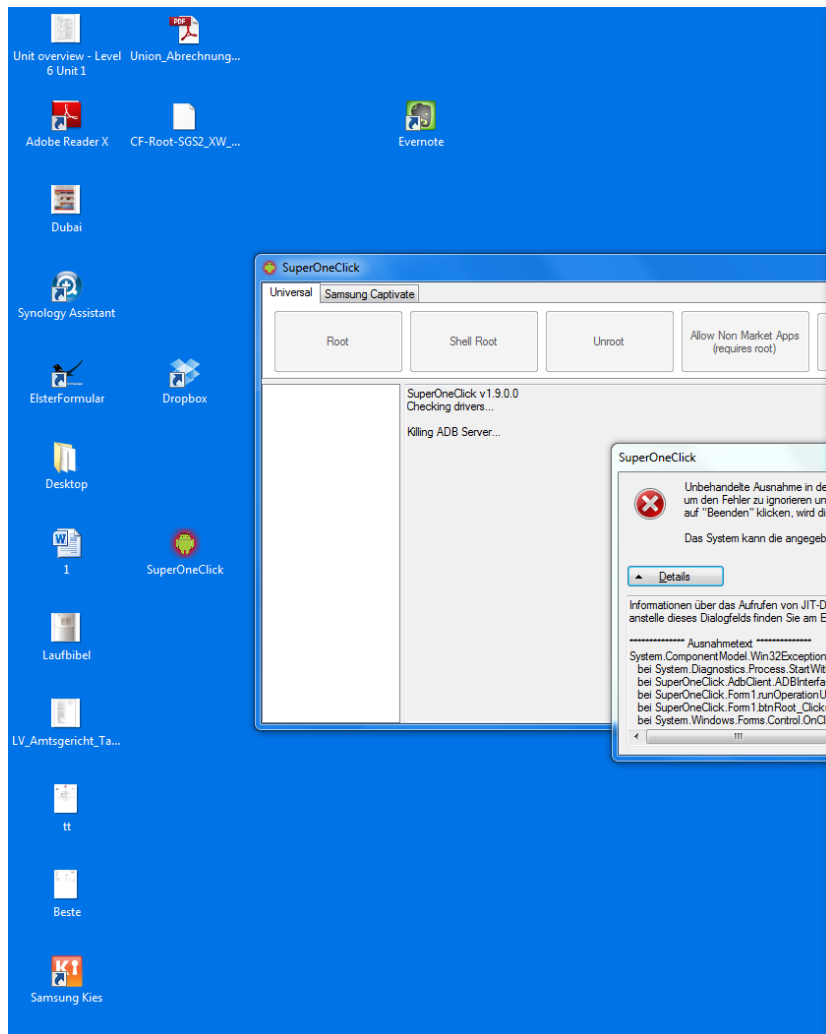 Unit overview - Level
6 Unit 1
Union_Abrechnung...
Adobe Reader X
CF-Root-SGS2_XW_...
Evernote
Dubai
Synology Assistant
ElsterFormular
Dropbox
Desktop
1
SuperOneClick
Laufbibel
LV_Amtsgericht_Ta...
tt
Beste
Samsung Kies
SuperOneClick
Universal
Samsung Captivate
Root
Shell Root
Unroot
Allow Non Market Apps
(requires root)
SuperOneClick v1.9.0.0
Checking drivers...
Killing ADB Server...
SuperOneClick
Unbehandelte Ausnahme in de
um den Fehler zu ignorieren un
auf "Beenden" klicken, wird di
Das System kann die angegeb
Details
Informationen über das Aufrufen von JIT-D
anstelle dieses Dialogfelds finden Sie am E
************** Ausnahmetext **************
System.ComponentModel.Win32Exception
bei System.Diagnostics.Process.StartWit
bei SuperOneClick.AdbClient.ADBInterfa
bei SuperOneClick.Form1.runOperationU
bei SuperOneClick.Form1.btnRoot_Click
bei System.Windows.Forms.Control.OnCl